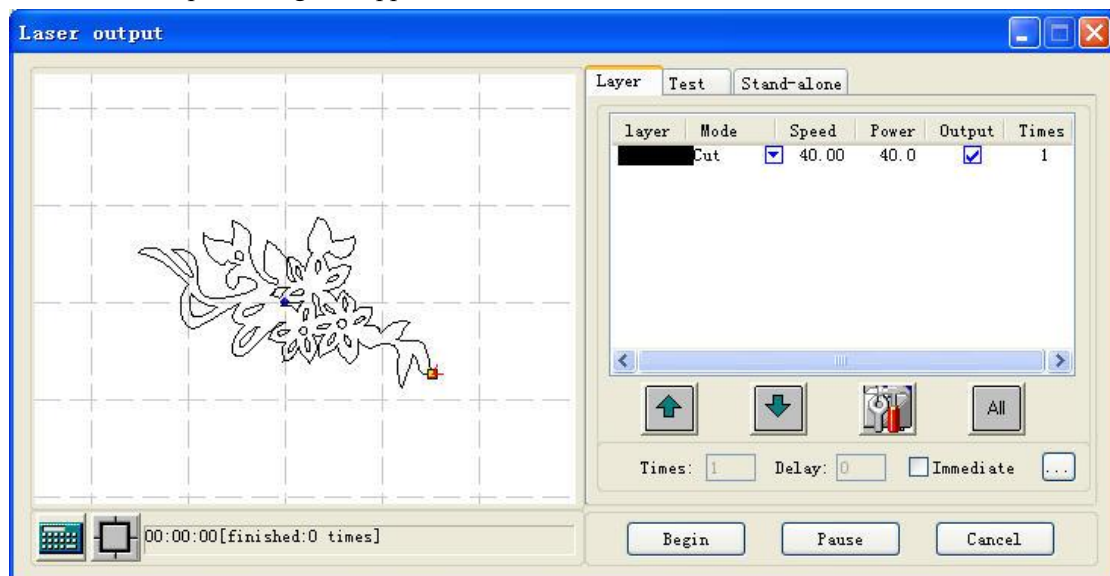 Laser output
Layer Test Stand-alone
layer Mode Speed Power Output Times
Cut 40.00 40.0 1
All
Times: 1 Delay: 0 Immediate ...
00:00:00[finished:0 times]
Begin Pause Cancel